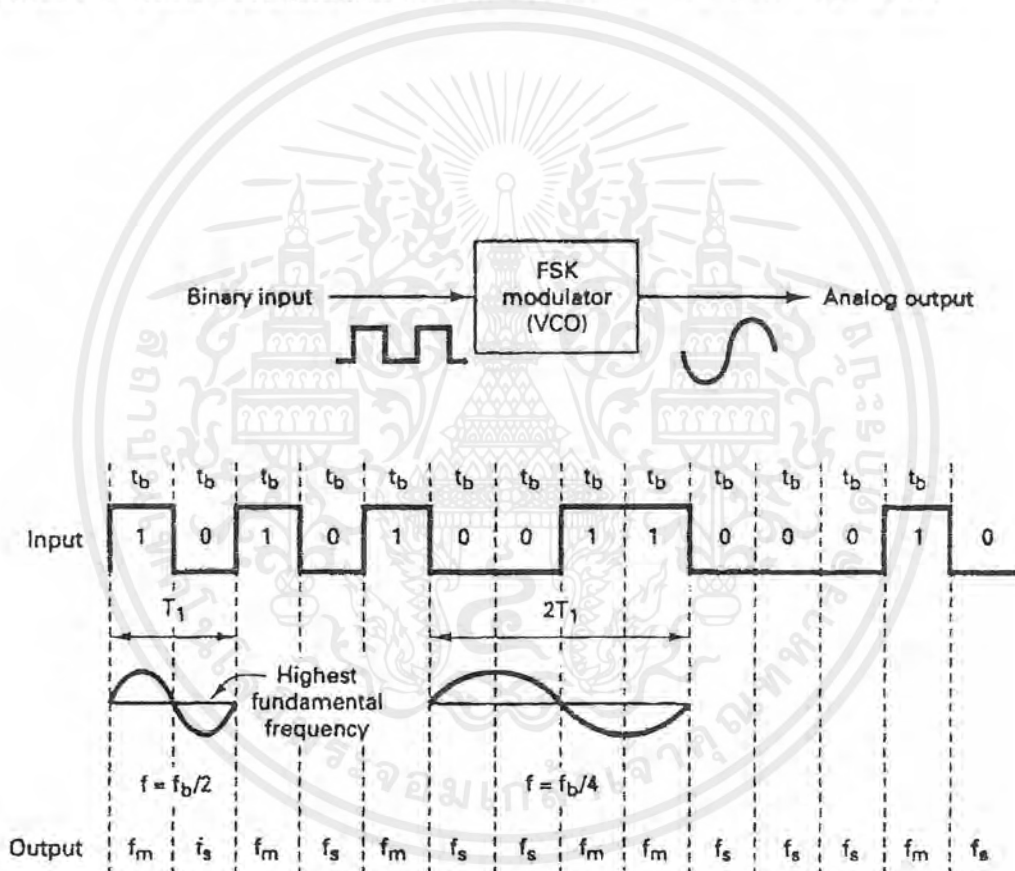 FSK
modulator
(VCO)
Binary input
Analog output
t_b t_b t_b t_b t_b t_b t_b t_b t_b t_b t_b t_b t_b
Input 1 0 1 0 1 0 0 1 1 0 0 0 1 0
T_1 2T_1
Highest
fundamental
frequency
f = f_b/2 f = f_b/4
Output f_m f_s f_m f_s f_m f_s f_s f_m f_m f_s f_s f_s f_m f_s